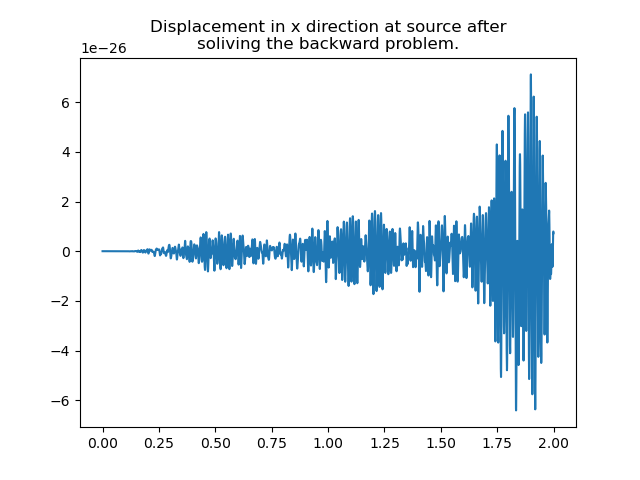 Displacement in x direction at source after
soliving the backward problem.
1e−26
6
4
2
0
−2
−4
−6
0.00 0.25 0.50 0.75 1.00 1.25 1.50 1.75 2.00